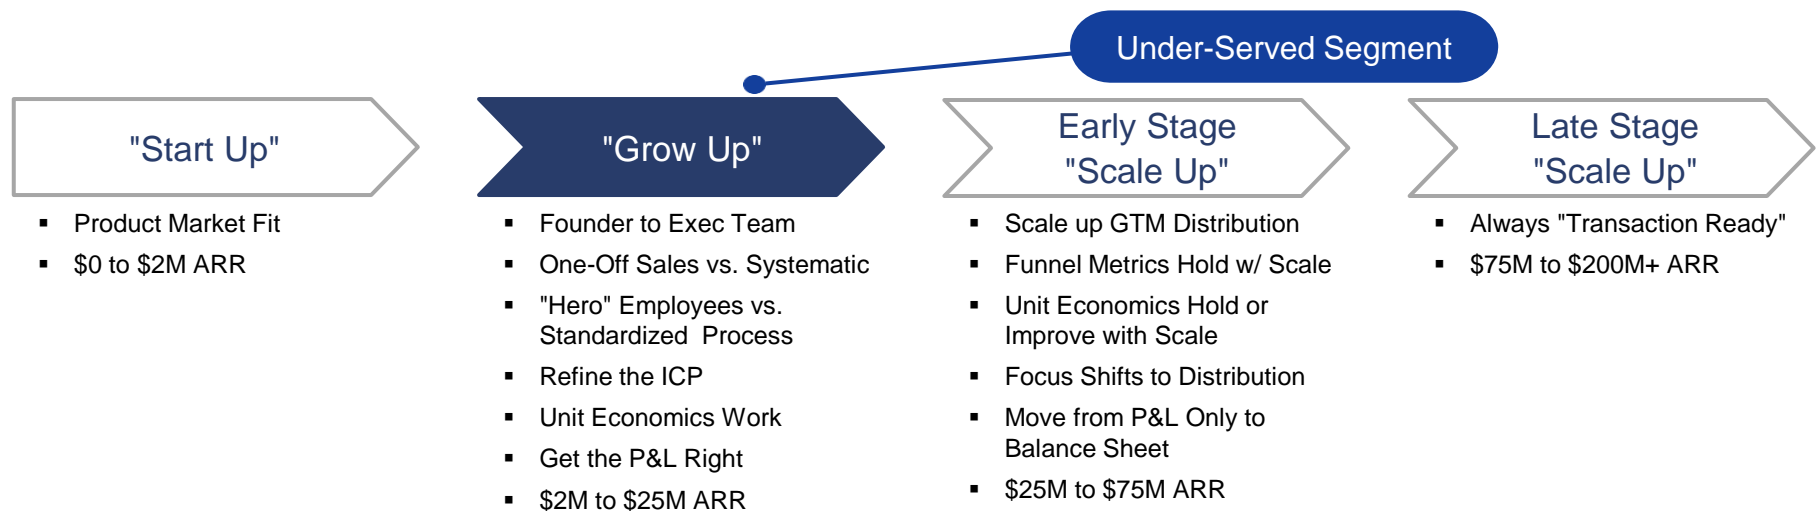 Under-Served Segment
"Start Up"
▪ Product Market Fit
▪ $0 to $2M ARR
"Grow Up"
▪ Founder to Exec Team
▪ One-Off Sales vs. Systematic
▪ "Hero" Employees vs.
Standardized Process
▪ Refine the ICP
▪ Unit Economics Work
▪ Get the P&L Right
▪ $2M to $25M ARR
Early Stage
"Scale Up"
▪ Scale up GTM Distribution
▪ Funnel Metrics Hold w/ Scale
▪ Unit Economics Hold or
Improve with Scale
▪ Focus Shifts to Distribution
▪ Move from P&L Only to
Balance Sheet
▪ $25M to $75M ARR
Late Stage
"Scale Up"
▪ Always "Transaction Ready"
▪ $75M to $200M+ ARR